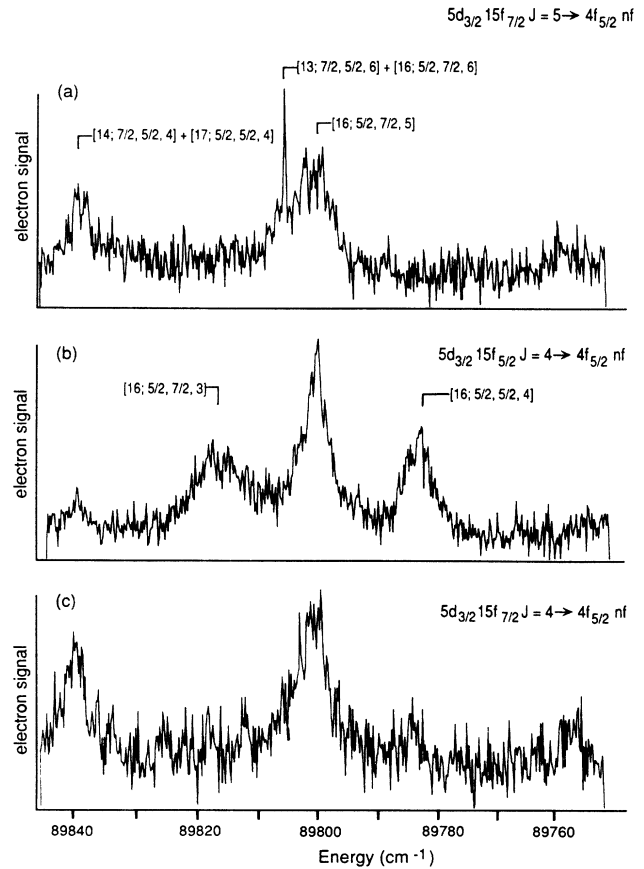 5d3/2 15f7/2 J = 5 → 4f5/2 nf
[13; 7/2, 5/2, 6] + [16; 5/2, 7/2, 6]
(a)
[14; 7/2, 5/2, 4] + [17; 5/2, 5/2, 4]
[16; 5/2, 7/2, 5]
electron signal
(b)
5d3/2 15f5/2 J = 4 → 4f5/2 nf
[16; 5/2, 7/2, 3]
[16; 5/2, 5/2, 4]
electron signal
(c)
5d3/2 15f7/2 J = 4 → 4f5/2 nf
electron signal
89840 89820 89800 89780 89760
Energy (cm -1)